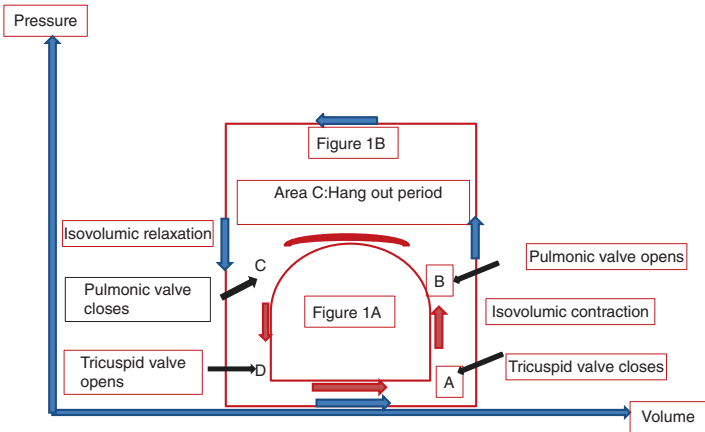 Pressure
Figure 1B
Area C:Hang out period
Isovolumic relaxation
Pulmonic valve opens
C
B
Pulmonic valve
closes
Figure 1A
Isovolumic contraction
Tricuspid valve
opens
D
A
Tricuspid valve closes
Volume